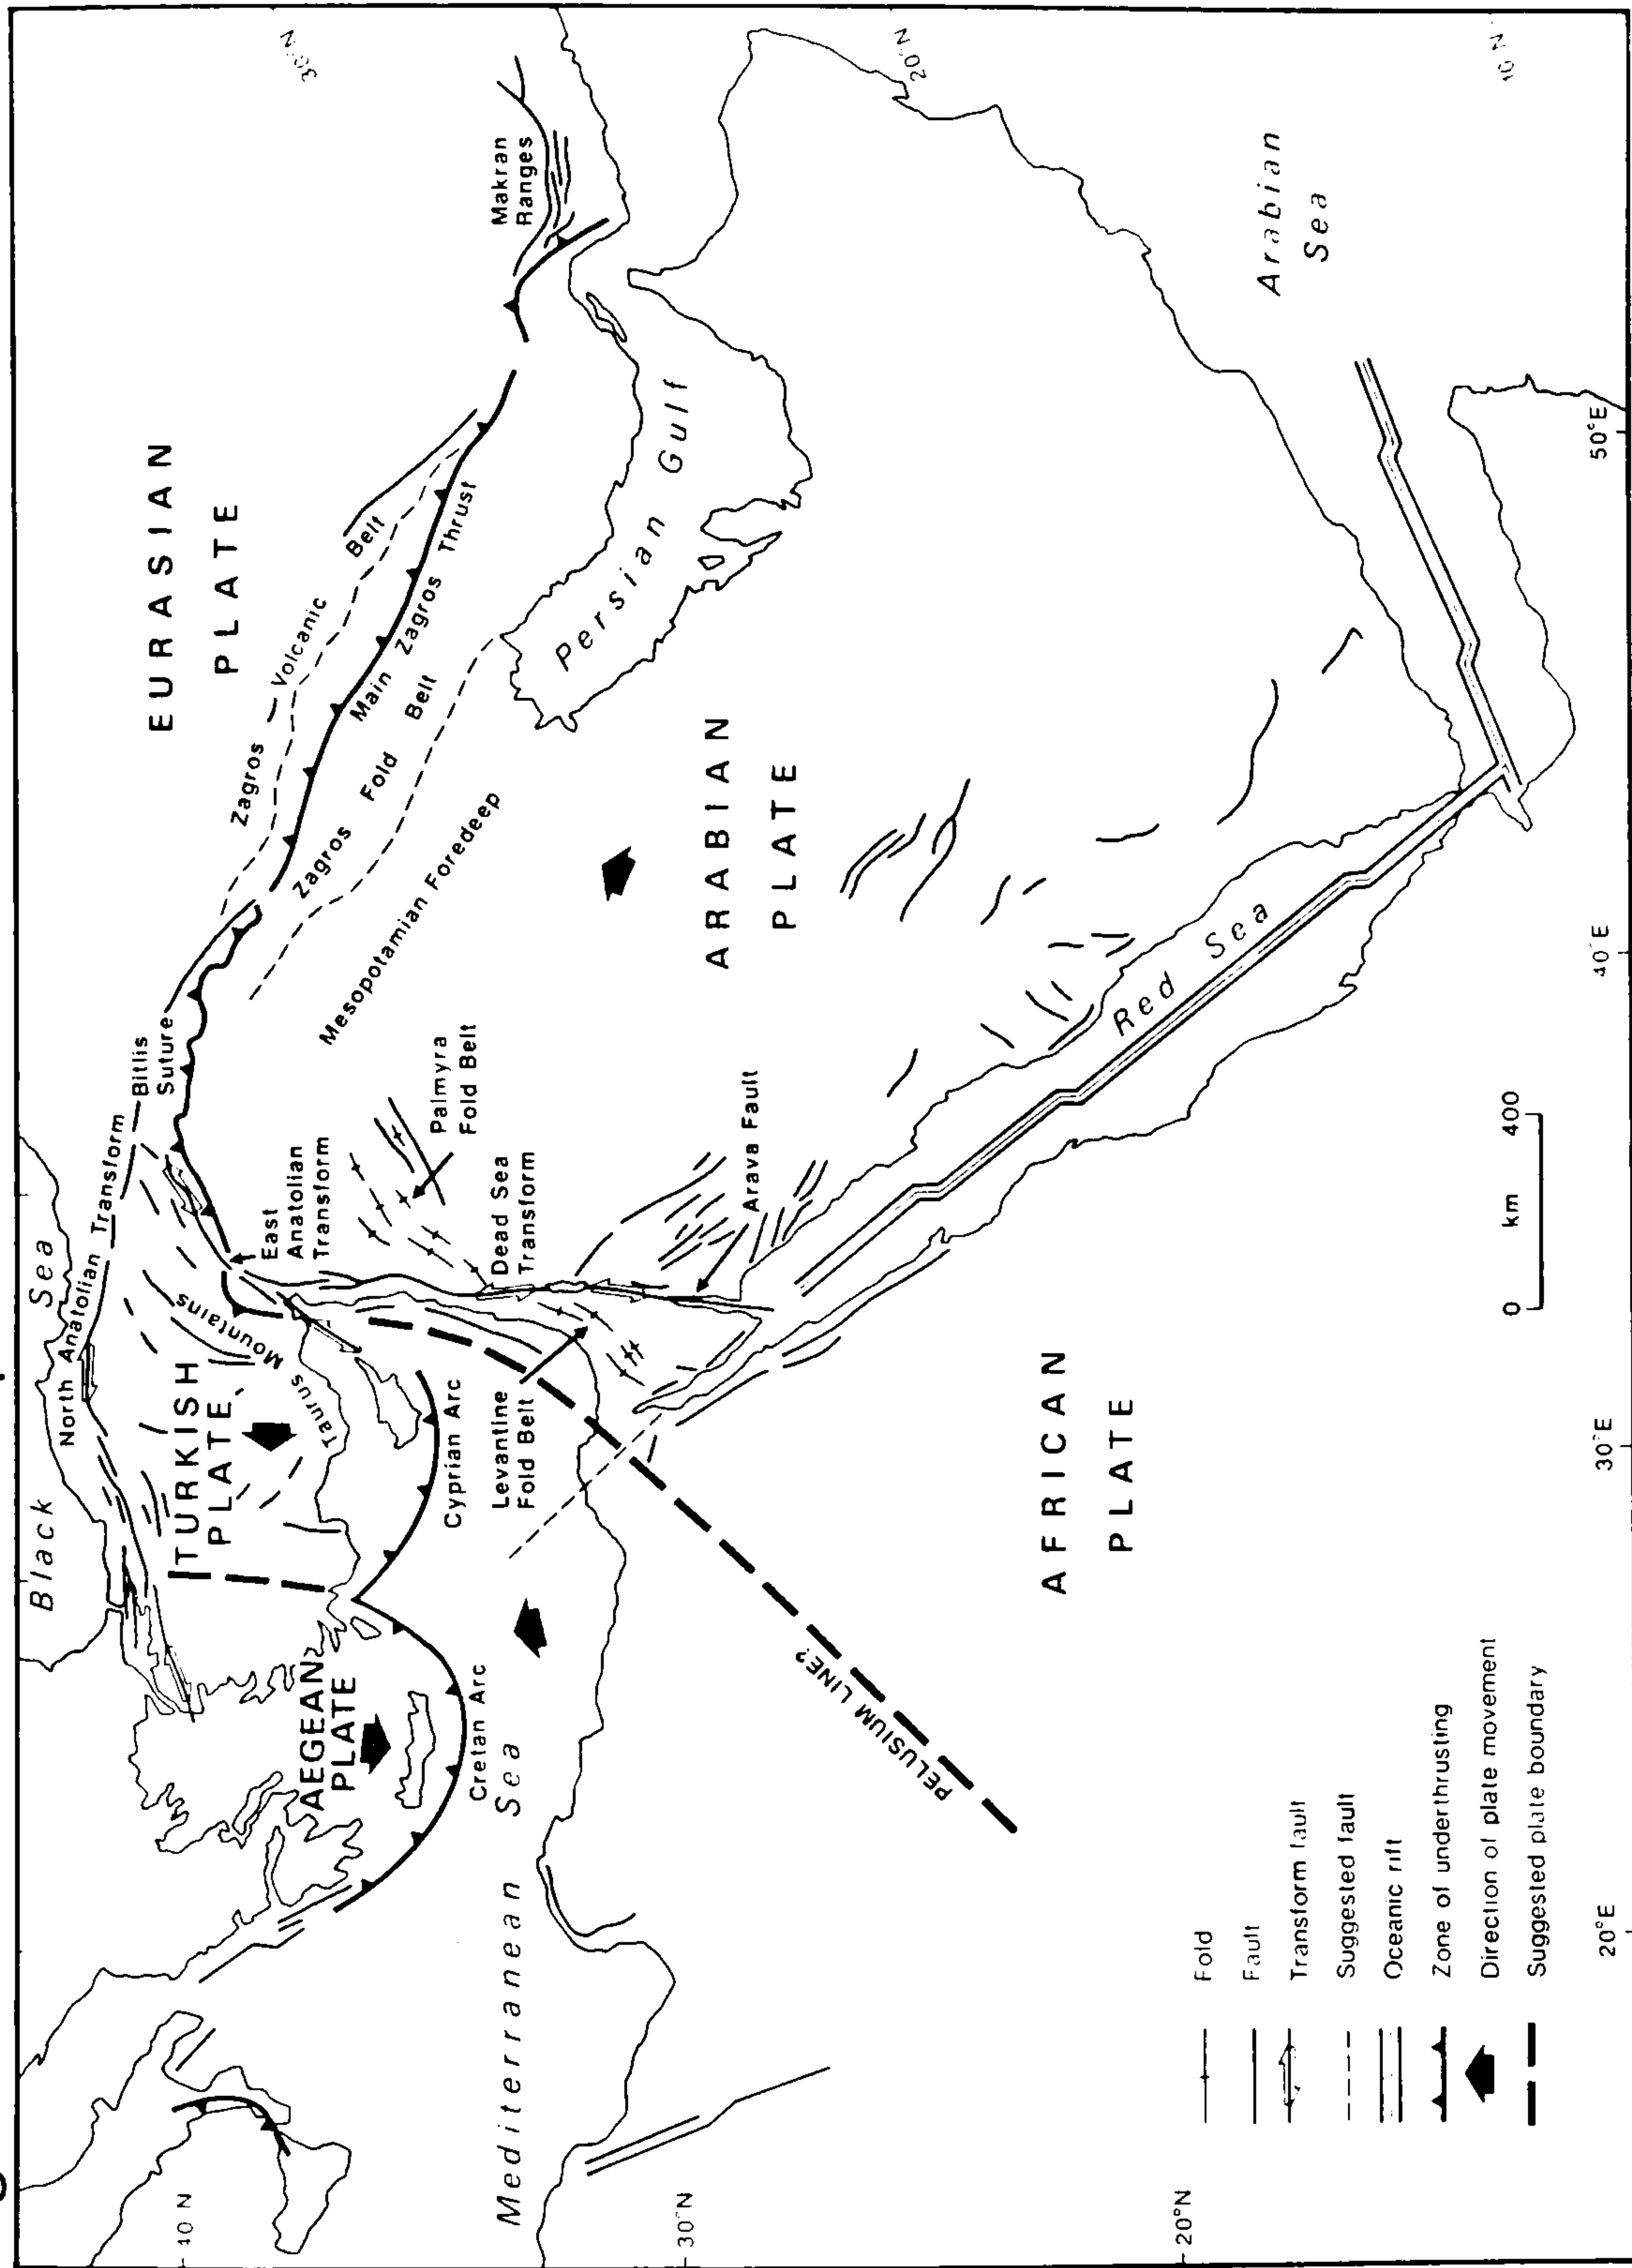 Black
Sea
EURASIAN
PLATE
30°N
North Anatolian Transform
Bitlis
Suture
Zagros Volcanic Belt
TURKISH
PLATE
Taurus Mountains
East
Anatolian
Transform
Main Zagros Thrust
Zagros Fold Belt
Mesopotamian Foredeep
Makran
Ranges
40 N
AEGEAN
PLATE
Palmyra
Fold Belt
Persian Gulf
Cyprian Arc
Cretan Arc
Levantine
Fold Belt
Dead Sea
Transform
Mediterranean Sea
ARABIAN
PLATE
20°N
30°N
Arava Fault
PELUSIUM LINE?
Red Sea
Arabian
Sea
AFRICAN
PLATE
20°N
10°N
Fold
Fault
Transform fault
Suggested fault
Oceanic rift
Zone of underthrusting
Direction of plate movement
Suggested plate boundary
0 km 400
20°E
30°E
40°E
50°E